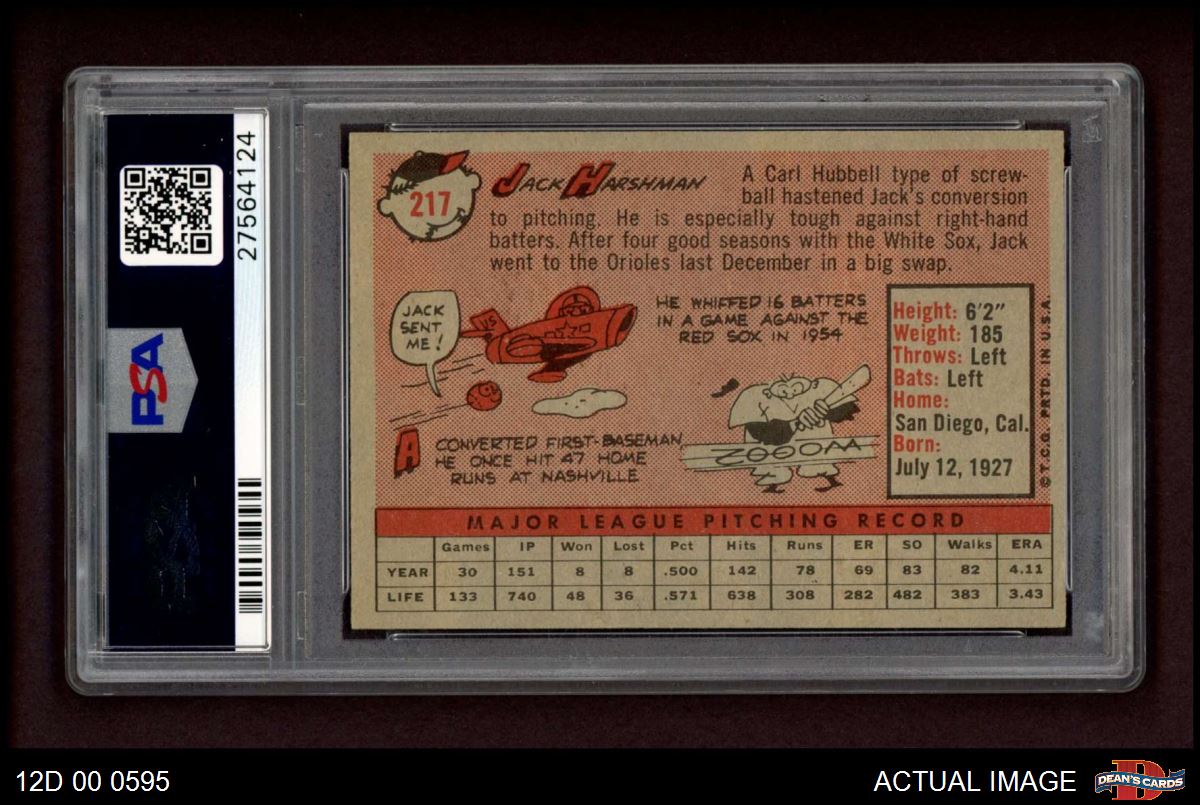 27564124
PSA
217
JACK HARSHMAN
A Carl Hubbell type of screw-
ball hastened Jack's conversion
to pitching. He is especially tough against right-hand
batters. After four good seasons with the White Sox, Jack
went to the Orioles last December in a big swap.
JACK
SENT
ME!
US
HE WHIFFED 16 BATTERS
IN A GAME AGAINST THE
RED SOX IN 1954
A CONVERTED FIRST-BASEMAN,
HE ONCE HIT 47 HOME
RUNS AT NASHVILLE
ZOOOM
Height: 6'2"
Weight: 185
Throws: Left
Bats: Left
Home:
San Diego, Cal.
Born:
July 12, 1927
©T.C.G. PRTD. IN U.S.A.
MAJOR LEAGUE PITCHING RECORD
Games IP Won Lost Pct Hits Runs ER SO Walks ERA
YEAR 30 151 8 8 .500 142 78 69 83 82 4.11
LIFE 133 740 48 36 .571 638 308 282 482 383 3.43
12D 00 0595
ACTUAL IMAGE
DEAN'S CARDS